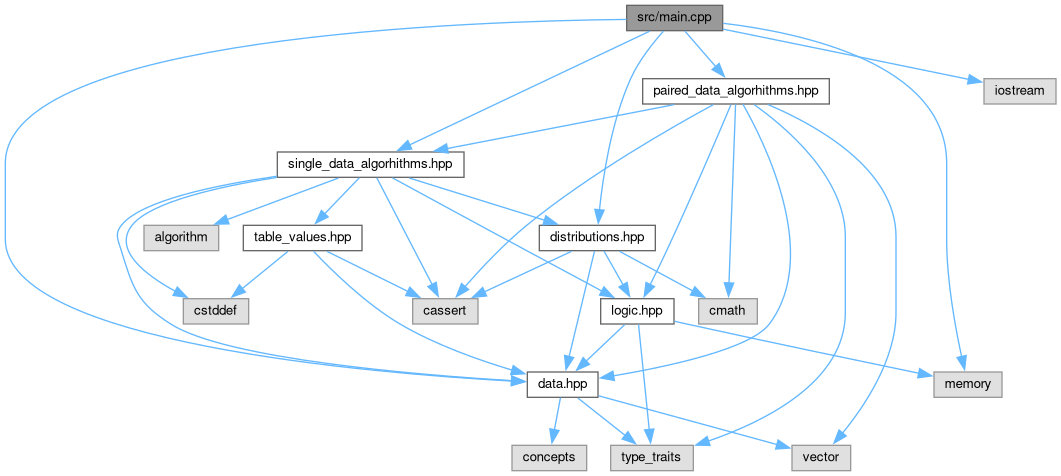 src/main.cpp
iostream
paired_data_algorhithms.hpp
single_data_algorhithms.hpp
algorithm
table_values.hpp
distributions.hpp
cstddef
cassert
logic.hpp
cmath
data.hpp
memory
concepts
type_traits
vector